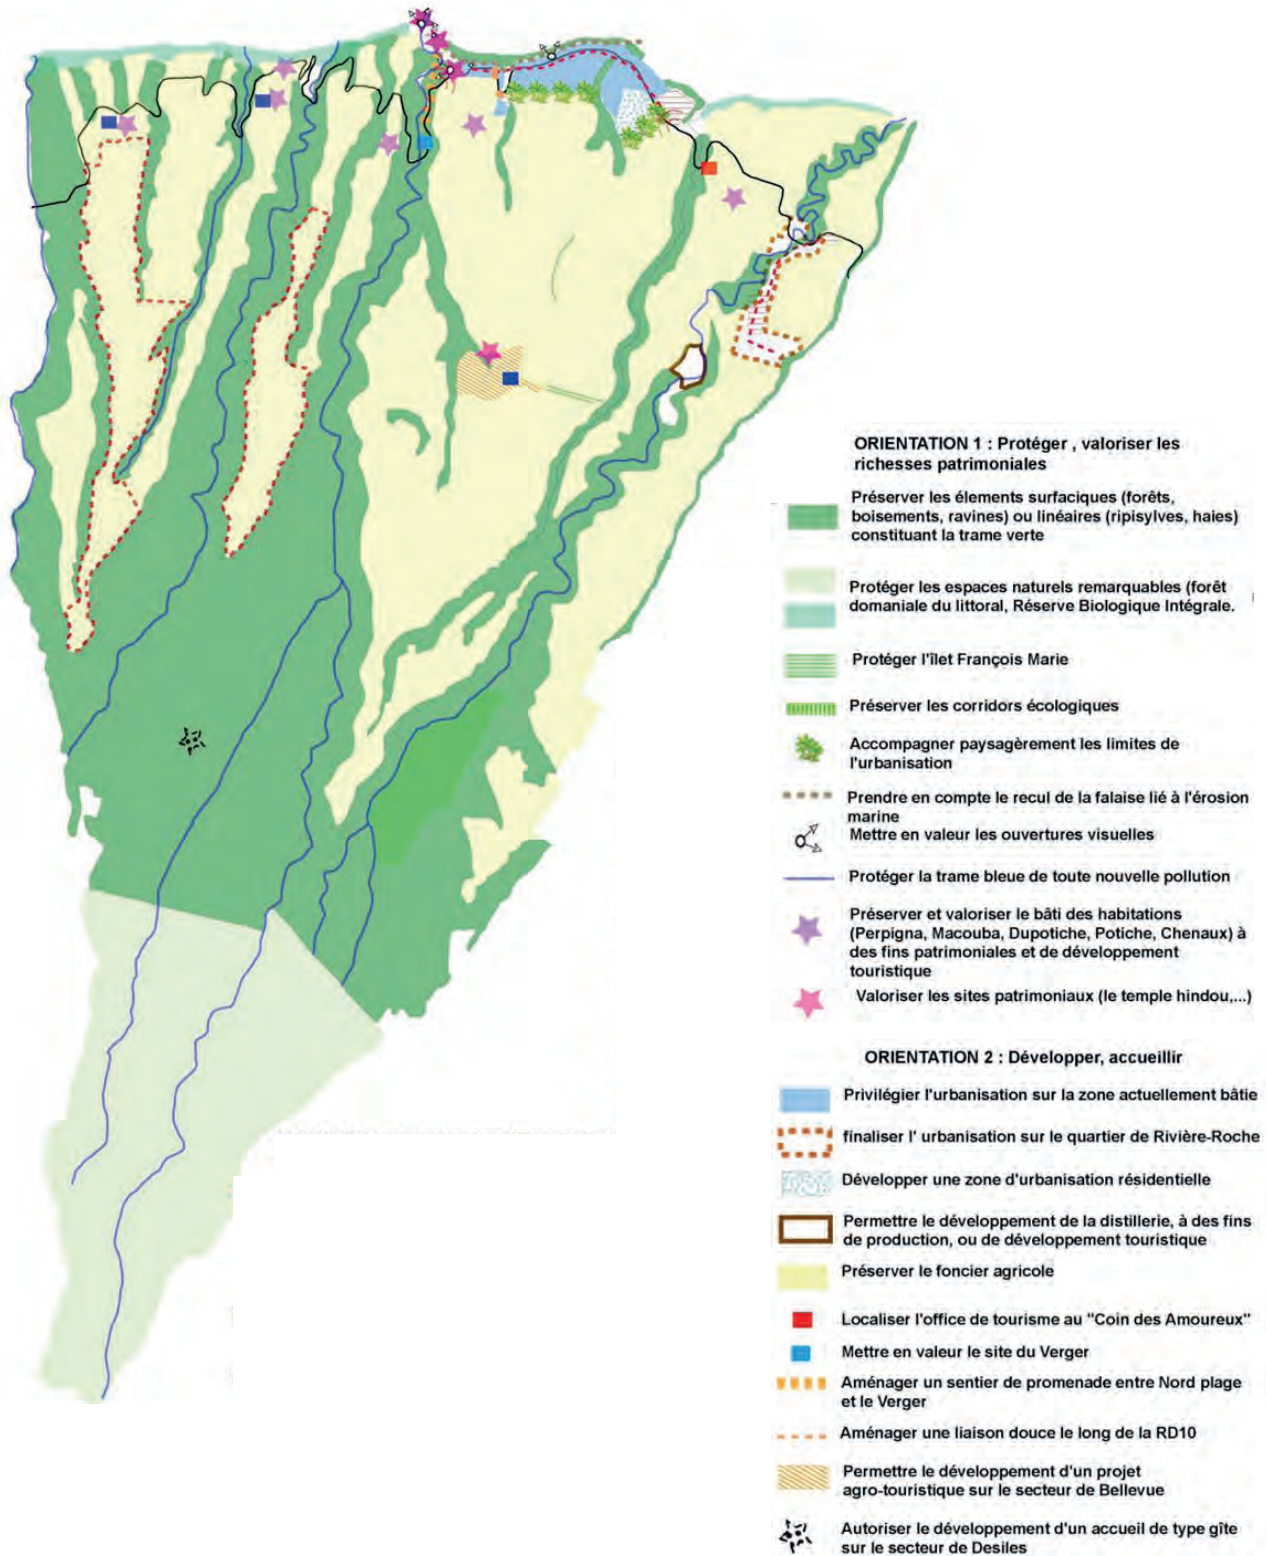 ORIENTATION 1 : Protéger , valoriser les
richesses patrimoniales
Préserver les élements surfaciques (forêts,
boisements, ravines) ou linéaires (ripisylves, haies)
constituant la trame verte
Protéger les espaces naturels remarquables (forêt
domaniale du littoral, Réserve Biologique Intégrale.
Protéger l'îlet François Marie
Préserver les corridors écologiques
Accompagner paysagèrement les limites de
l'urbanisation
Prendre en compte le recul de la falaise lié à l'érosion
marine
Mettre en valeur les ouvertures visuelles
Protéger la trame bleue de toute nouvelle pollution
Préserver et valoriser le bâti des habitations
(Perpigna, Macouba, Dupotiche, Potiche, Chenaux) à
des fins patrimoniales et de développement
touristique
Valoriser les sites patrimoniaux (le temple hindou,...)
ORIENTATION 2 : Développer, accueillir
Privilégier l'urbanisation sur la zone actuellement bâtie
finaliser l' urbanisation sur le quartier de Rivière-Roche
Développer une zone d'urbanisation résidentielle
Permettre le développement de la distillerie, à des fins
de production, ou de développement touristique
Préserver le foncier agricole
Localiser l'office de tourisme au "Coin des Amoureux"
Mettre en valeur le site du Verger
Aménager un sentier de promenade entre Nord plage
et le Verger
Aménager une liaison douce le long de la RD10
Permettre le développement d'un projet
agro-touristique sur le secteur de Bellevue
Autoriser le développement d'un accueil de type gîte
sur le secteur de Desiles